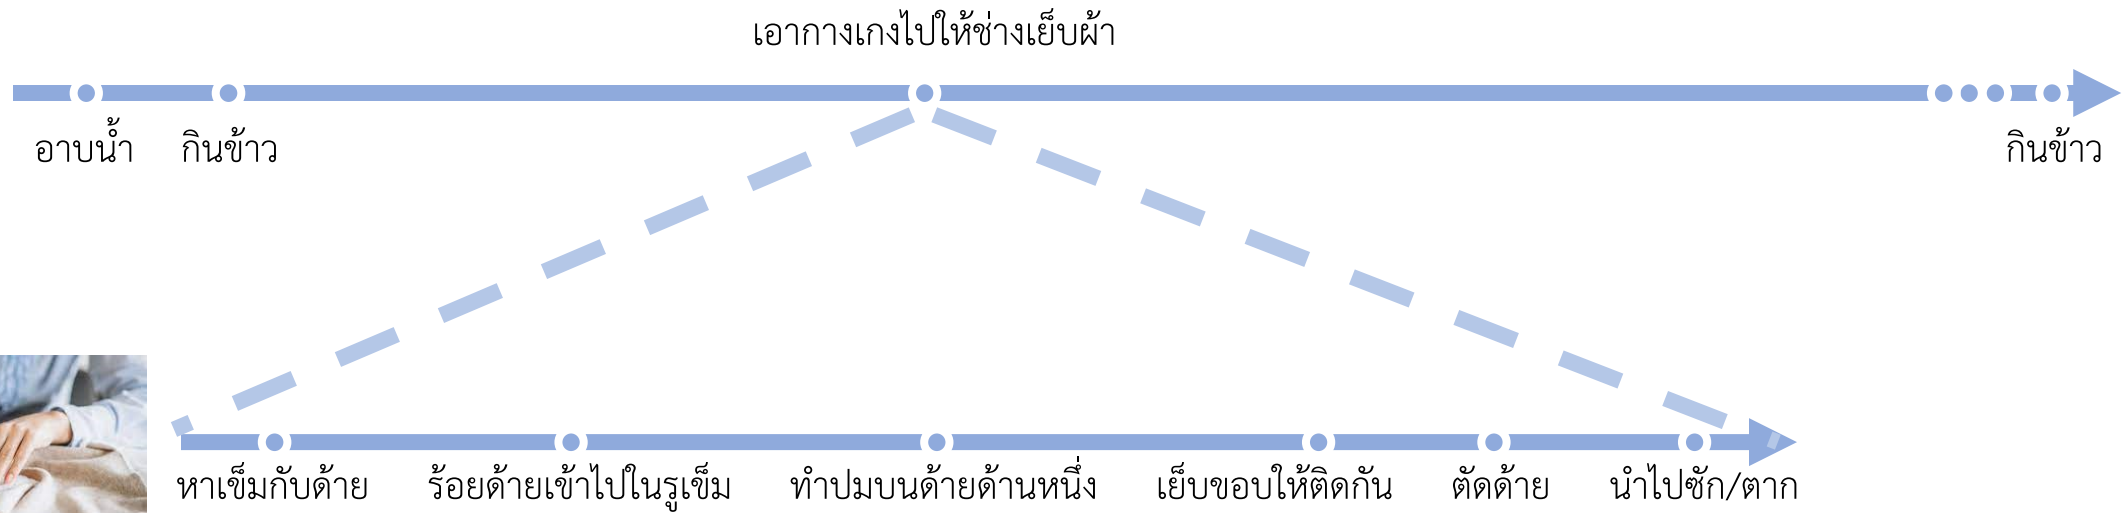 เอากางเกงไปให้ช่างเย็บผ้า
อาบน้ำ กินข้าว กินข้าว
หาเข็มกับด้าย ร้อยด้ายเข้าไปในรูเข็ม ทำปมบนด้ายด้านหนึ่ง เย็บขอบให้ติดกัน ตัดด้าย นำไปซัก/ตาก